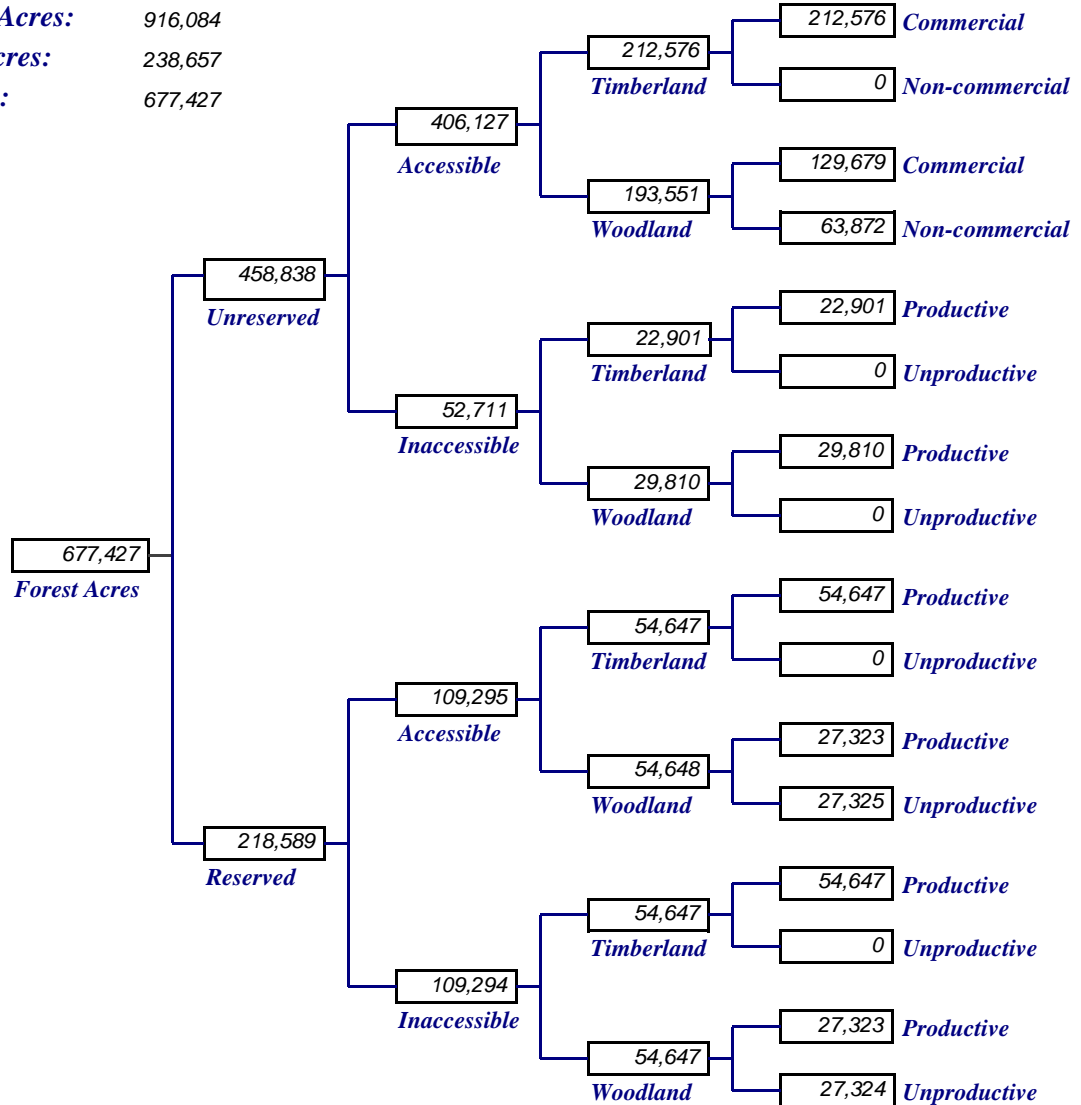 Acres: 916,084
cres: 238,657
: 677,427
212,576 Commercial
212,576
Timberland
0 Non-commercial
406,127
Accessible
129,679 Commercial
193,551
Woodland
63,872 Non-commercial
458,838
Unreserved
22,901 Productive
22,901
Timberland
0 Unproductive
52,711
Inaccessible
29,810 Productive
29,810
Woodland
0 Unproductive
677,427
Forest Acres
54,647 Productive
54,647
Timberland
0 Unproductive
109,295
Accessible
27,323 Productive
54,648
Woodland
27,325 Unproductive
218,589
Reserved
54,647 Productive
54,647
Timberland
0 Unproductive
109,294
Inaccessible
27,323 Productive
54,647
Woodland
27,324 Unproductive